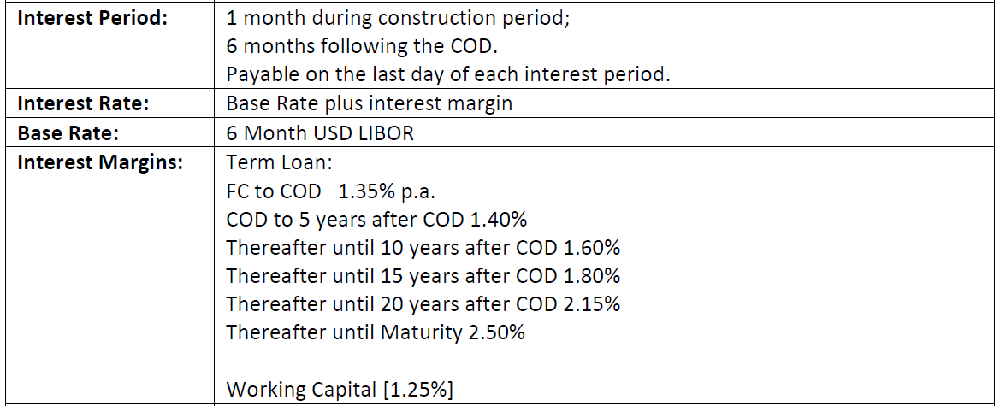 Interest Period: 1 month during construction period;
6 months following the COD.
Payable on the last day of each interest period.
Interest Rate: Base Rate plus interest margin
Base Rate: 6 Month USD LIBOR
Interest Margins: Term Loan:
FC to COD 1.35% p.a.
COD to 5 years after COD 1.40%
Thereafter until 10 years after COD 1.60%
Thereafter until 15 years after COD 1.80%
Thereafter until 20 years after COD 2.15%
Thereafter until Maturity 2.50%
Working Capital [1.25%]